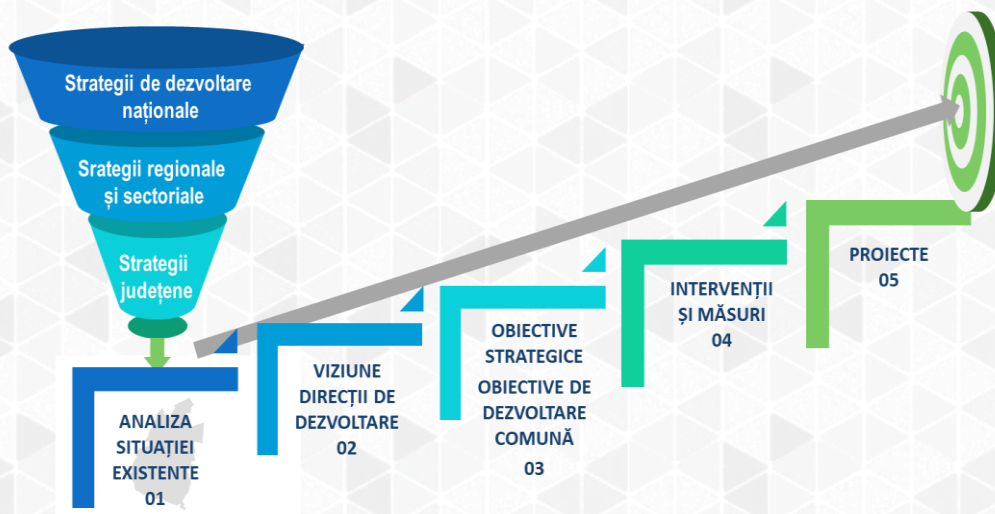 Strategii de dezvoltare
naționale
Srategii regionale
și sectoriale
Strategii
județene
ANALIZA
SITUAȚIEI
EXISTENTE
01
VIZIUNE
DIRECȚII DE
DEZVOLTARE
02
OBIECTIVE
STRATEGICE
OBIECTIVE DE
DEZVOLTARE
COMUNĂ
03
INTERVENȚII
ȘI MĂSURI
04
PROIECTE
05